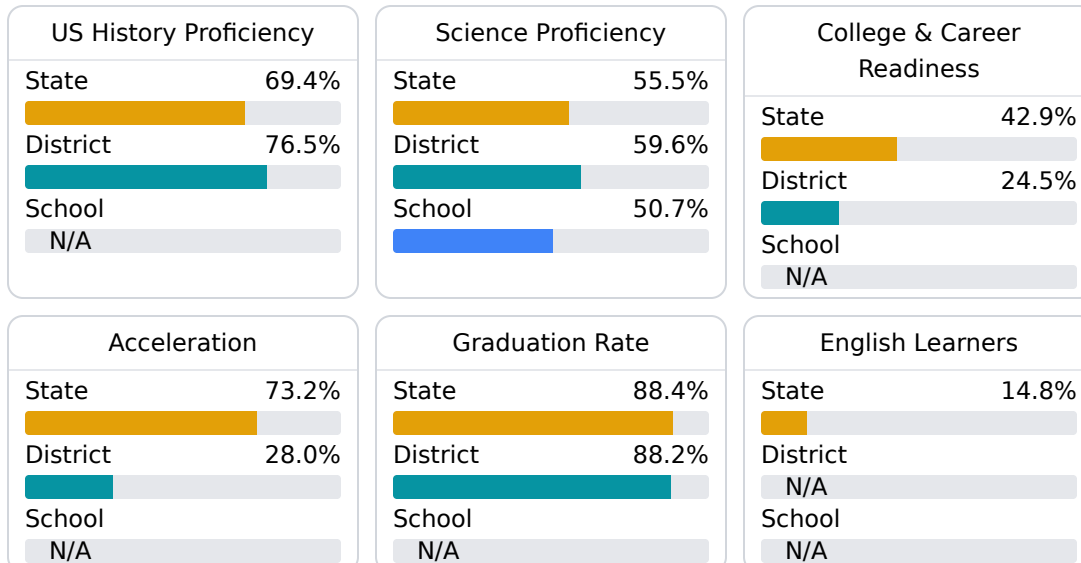 US History Proficiency
State 69.4%
District 76.5%
School
N/A
Science Proficiency
State 55.5%
District 59.6%
School 50.7%
College & Career
Readiness
State 42.9%
District 24.5%
School
N/A
Acceleration
State 73.2%
District 28.0%
School
N/A
Graduation Rate
State 88.4%
District 88.2%
School
N/A
English Learners
State 14.8%
District
N/A
School
N/A